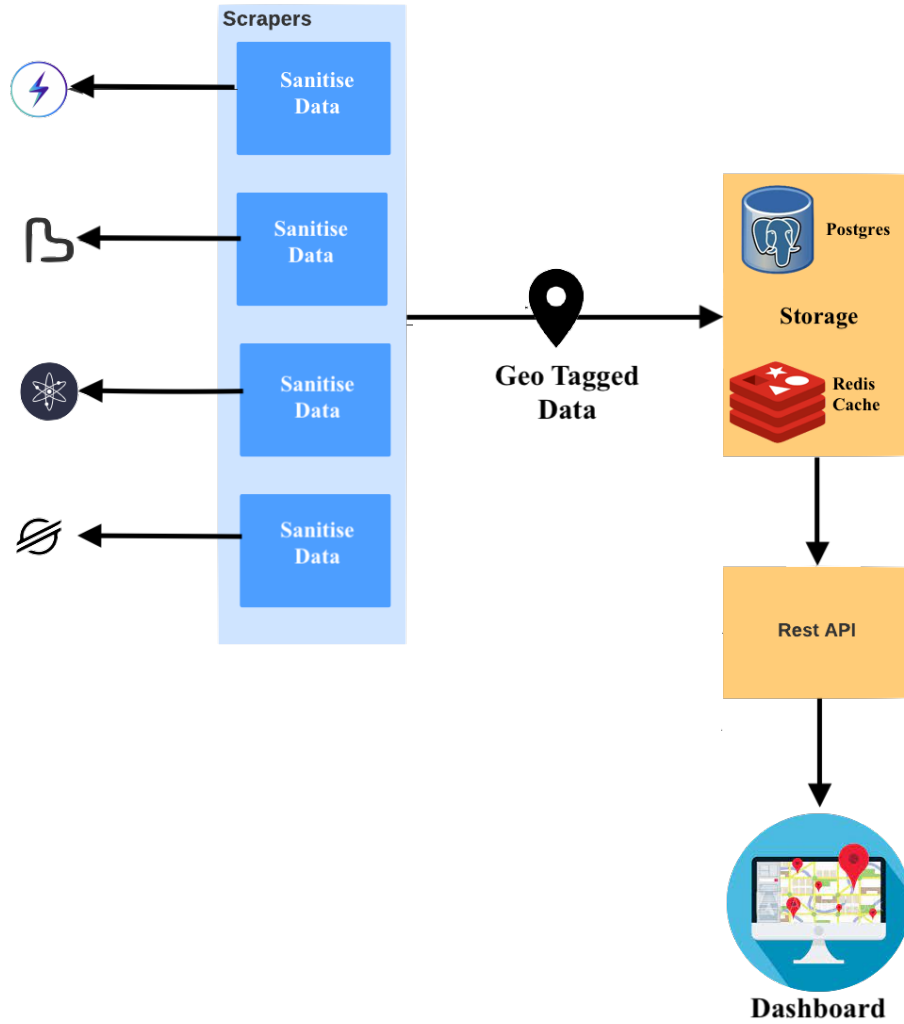 Scrapers
Sanitise
Data
Sanitise
Data
Sanitise
Data
Sanitise
Data
Geo Tagged
Data
Postgres
Storage
Redis
Cache
Rest API
Dashboard